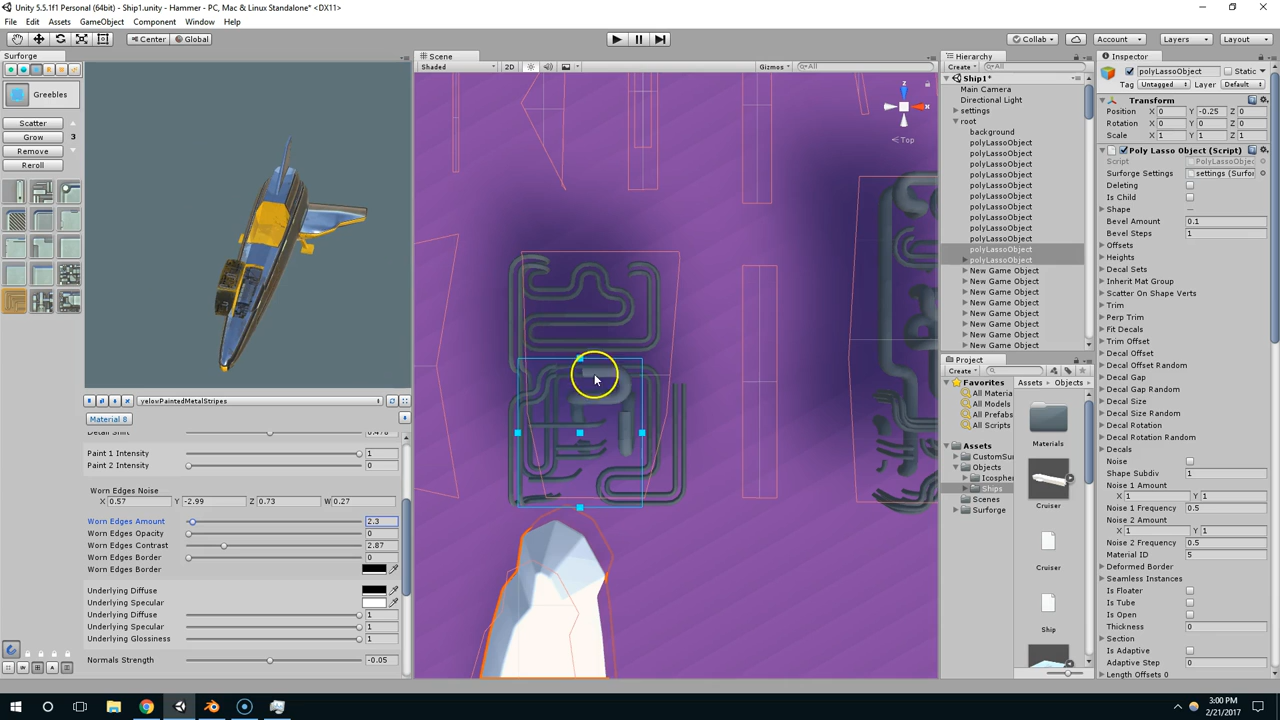 Unity 5.5.1f1 Personal (64bit) - Ship1.unity - Hammer - PC, Mac & Linux Standalone* <DX11>
File Edit Assets GameObject Component Window Help
Center Global
Collab Account Layers Layout
Surforge
Greebles
Scatter
Grow 3
Remove
Reroll
yelowPaintedMetalStripes
Material 8
Paint 1 Intensity 1
Paint 2 Intensity 0
Worn Edges Noise
X 0.57 Y -2.99 Z 0.73 W 0.27
Worn Edges Amount 2.3
Worn Edges Opacity 0
Worn Edges Contrast 2.87
Worn Edges Border 0
Worn Edges Border
Underlying Diffuse
Underlying Specular
Underlying Diffuse 1
Underlying Specular 1
Underlying Glossiness 1
Normals Strength -0.05
Scene
Shaded 2D Gizmos All
Top
Hierarchy
Create All
Ship1*
Main Camera
Directional Light
settings
root
background
polyLassoObject
polyLassoObject
polyLassoObject
polyLassoObject
polyLassoObject
polyLassoObject
polyLassoObject
polyLassoObject
polyLassoObject
polyLassoObject
polyLassoObject
polyLassoObject
New Game Object
New Game Object
New Game Object
New Game Object
New Game Object
New Game Object
New Game Object
New Game Object
Project
Create
Favorites
All Materia
All Models
All Prefabs
All Scripts
Assets
CustomSur
Objects
Icosphere
Ships
Scenes
Surforge
Assets Objects
Materials
Cruiser
Cruiser
Ship
Inspector
polyLassoObject Static
Tag Untagged Layer Default
Transform
Position X 0 Y -0.25 Z 0
Rotation X 0 Y 0 Z 0
Scale X 1 Y 1 Z 1
Poly Lasso Object (Script)
Script PolyLassoObjec
Surforge Settings settings (Surfor
Deleting
Is Child
Shape
Bevel Amount 0.1
Bevel Steps 1
Offsets
Heights
Decal Sets
Inherit Mat Group
Scatter On Shape Verts
Trim
Perp Trim
Fit Decals
Trim Offset
Decal Offset
Decal Offset Random
Decal Gap
Decal Gap Random
Decal Size
Decal Size Random
Decal Rotation
Decal Rotation Random
Decals
Noise
Shape Subdiv 1
Noise 1 Amount
X 1 Y 1
Noise 1 Frequency 0.5
Noise 2 Amount
X 1 Y 1
Noise 2 Frequency 0.5
Material ID 5
Deformed Border
Seamless Instances
Is Floater
Is Tube
Is Open
Thickness 0
Section
Is Adaptive
Adaptive Step 0
Length Offsets 0
3:00 PM
2/21/2017